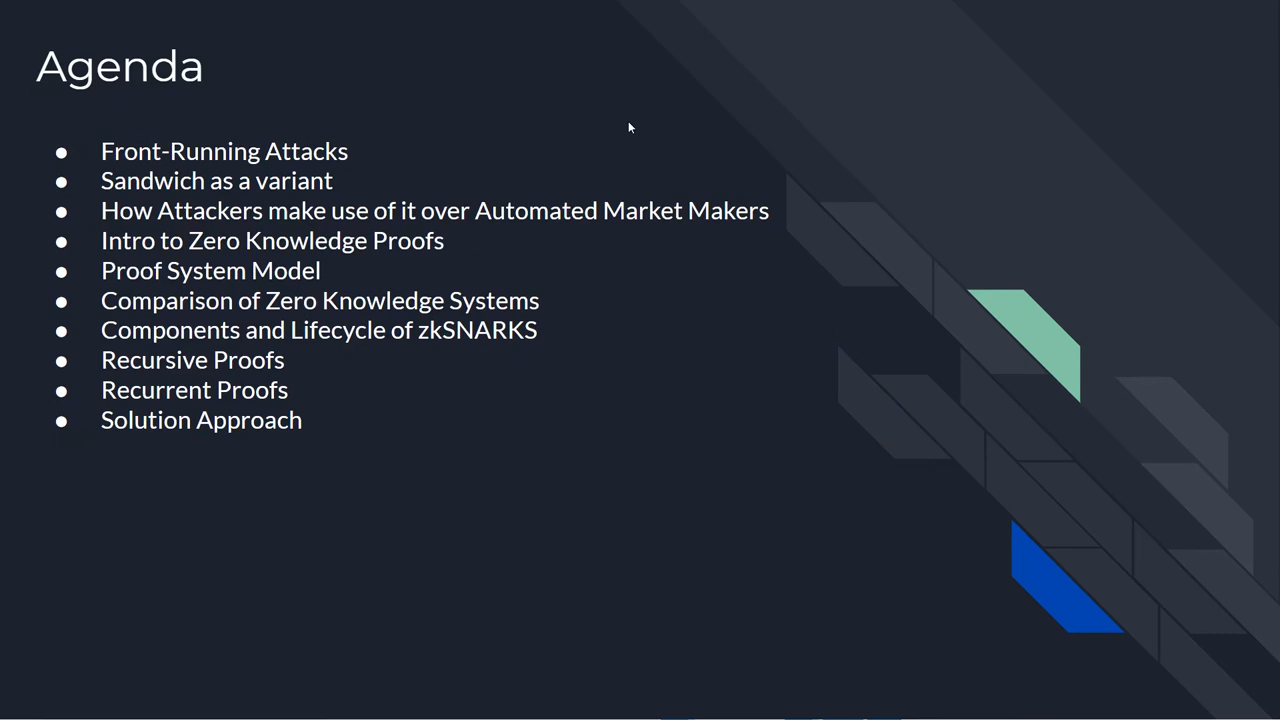 Agenda
● Front-Running Attacks
● Sandwich as a variant
● How Attackers make use of it over Automated Market Makers
● Intro to Zero Knowledge Proofs
● Proof System Model
● Comparison of Zero Knowledge Systems
● Components and Lifecycle of zkSNARKS
● Recursive Proofs
● Recurrent Proofs
● Solution Approach